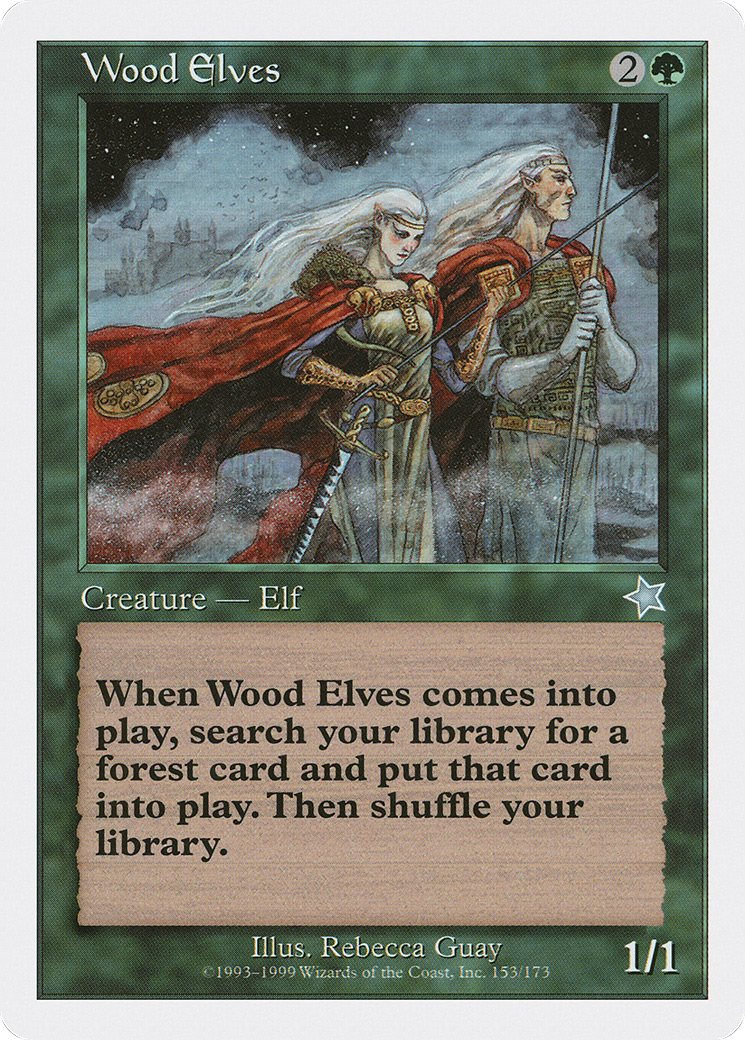 Wood Elves 2
Creature — Elf
When Wood Elves comes into
play, search your library for a
forest card and put that card
into play. Then shuffle your
library.
Illus. Rebecca Guay
©1993–1999 Wizards of the Coast, Inc. 153/173
1/1